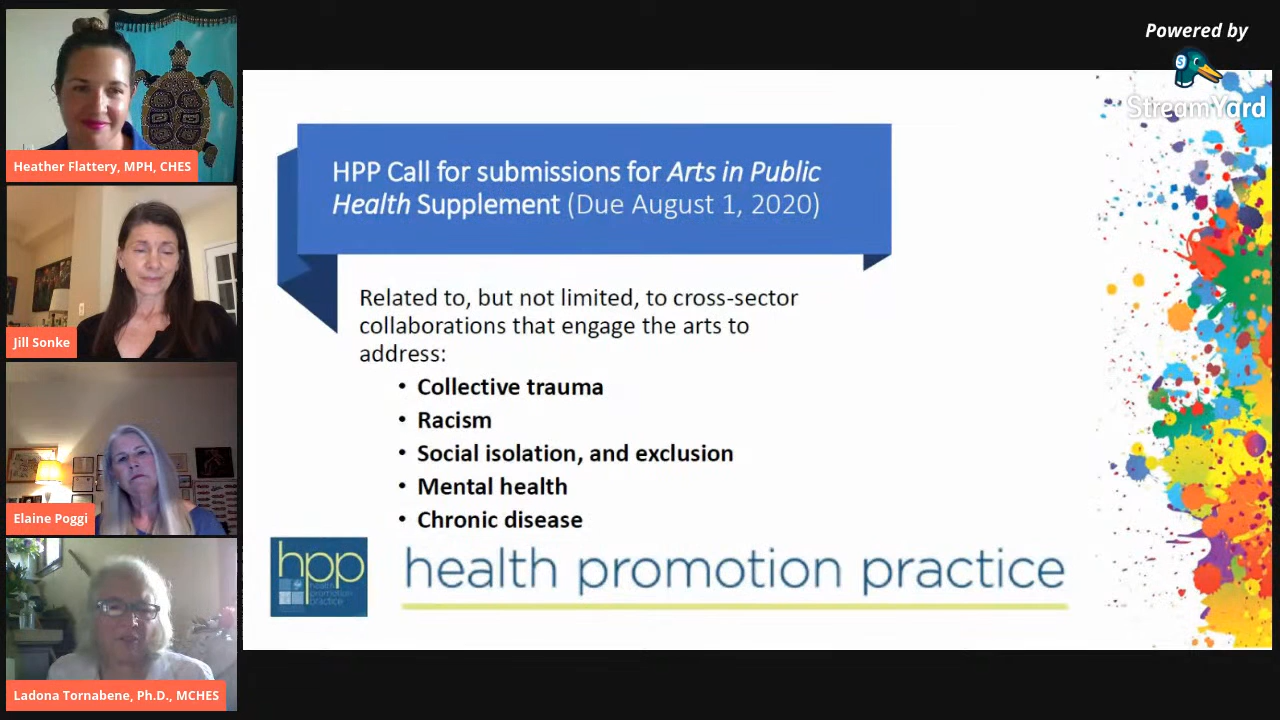 Powered by
StreamYard
Heather Flattery, MPH, CHES
Jill Sonke
Elaine Poggi
Ladona Tornabene, Ph.D., MCHES
HPP Call for submissions for Arts in Public
Health Supplement (Due August 1, 2020)
Related to, but not limited, to cross-sector
collaborations that engage the arts to
address:
• Collective trauma
• Racism
• Social isolation, and exclusion
• Mental health
• Chronic disease
hpp
health
promotion
practice
health promotion practice